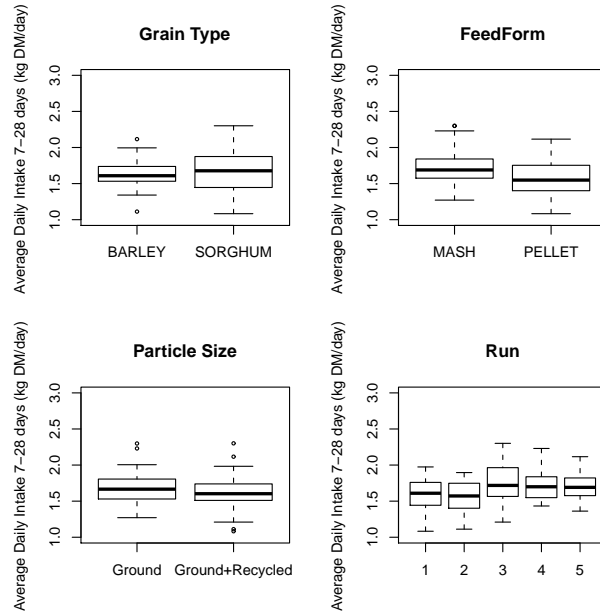 Grain Type
Average Daily Intake 7−28 days (kg DM/day)
3.0
2.5
2.0
1.5
1.0
BARLEY SORGHUM
FeedForm
Average Daily Intake 7−28 days (kg DM/day)
3.0
2.5
2.0
1.5
1.0
MASH PELLET
Particle Size
Average Daily Intake 7−28 days (kg DM/day)
3.0
2.5
2.0
1.5
1.0
Ground Ground+Recycled
Run
Average Daily Intake 7−28 days (kg DM/day)
3.0
2.5
2.0
1.5
1.0
1 2 3 4 5